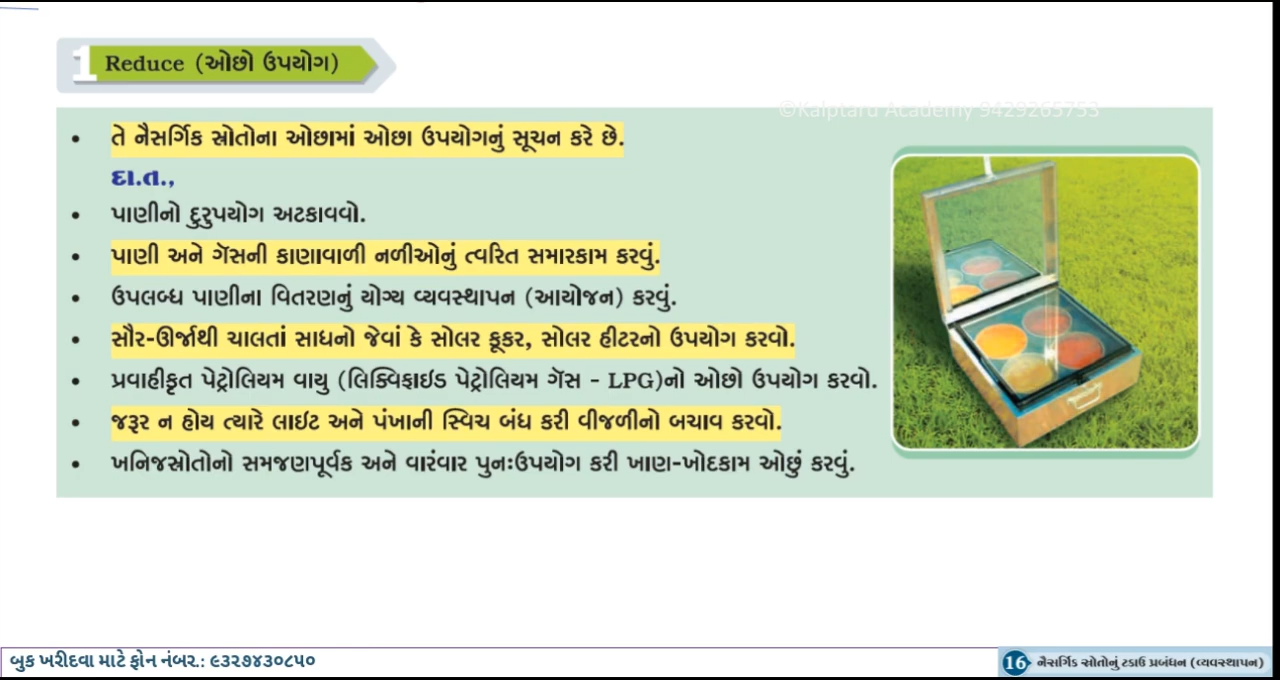 1 Reduce (ઓછો ઉપયોગ)
©Kalptaru Academy 9429265753
• તે નૈસર્ગિક સ્રોતોના ઓછામાં ઓછા ઉપયોગનું સૂચન કરે છે.
દા.ત.,
• પાણીનો દુરુપયોગ અટકાવવો.
• પાણી અને ગૅસની કાણાવાળી નળીઓનું ત્વરિત સમારકામ કરવું.
• ઉપલબ્ધ પાણીના વિતરણનું યોગ્ય વ્યવસ્થાપન (આયોજન) કરવું.
• સૌર-ઊર્જાથી ચાલતાં સાધનો જેવાં કે સોલર કૂકર, સોલર હીટરનો ઉપયોગ કરવો.
• પ્રવાહીકૃત પેટ્રોલિયમ વાયુ (લિક્વિફાઇડ પેટ્રોલિયમ ગૅસ - LPG)નો ઓછો ઉપયોગ કરવો.
• જરૂર ન હોય ત્યારે લાઇટ અને પંખાની સ્વિચ બંધ કરી વીજળીનો બચાવ કરવો.
• ખનિજસ્રોતોનો સમજણપૂર્વક અને વારંવાર પુનઃઉપયોગ કરી ખાણ-ખોદકામ ઓછું કરવું.
બુક ખરીદવા માટે ફોન નંબર.: ૯૩૨૭૪૩૦૮૫૦
16 નૈસર્ગિક સ્રોતોનું ટકાઉ પ્રબંધન (વ્યવસ્થાપન)